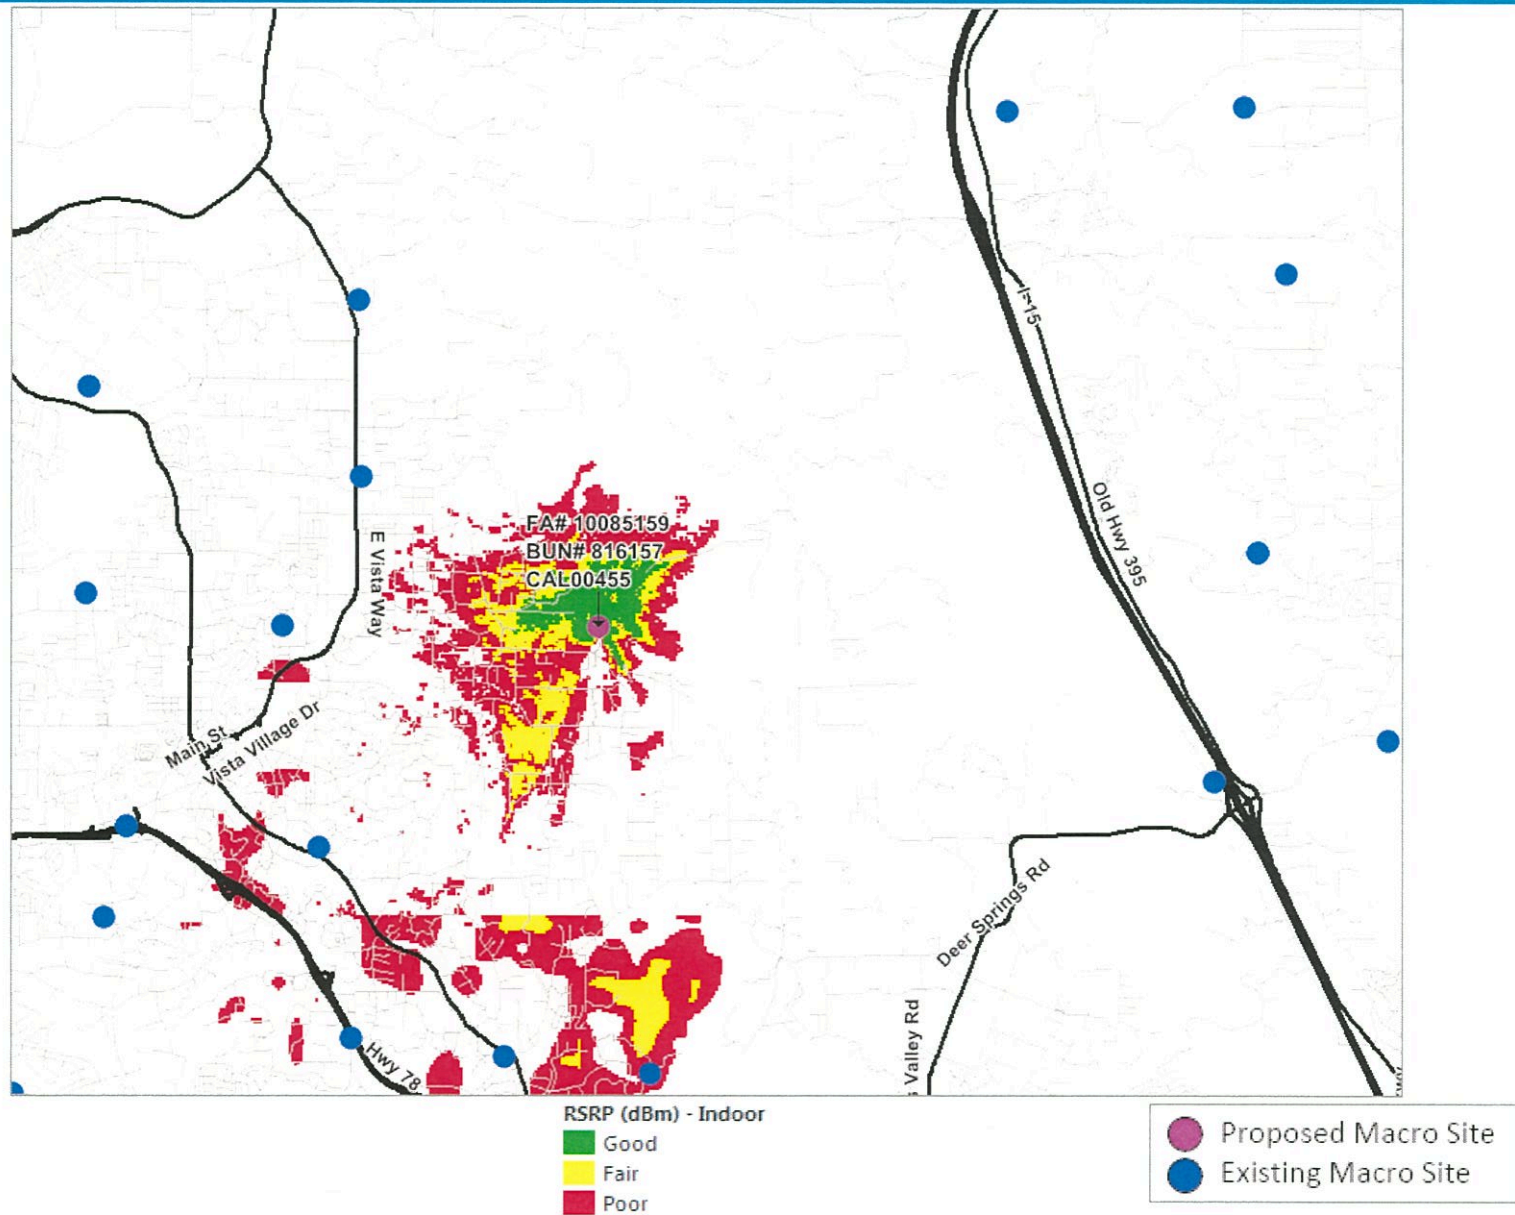 I-15
Old Hwy 395
FA# 10085159
BUN# 816157
CAL00455
E Vista Way
Main St
Vista Village Dr
Deer Springs Rd
Valley Rd
Hwy 78
RSRP (dBm) - Indoor
Good
Fair
Poor
Proposed Macro Site
Existing Macro Site